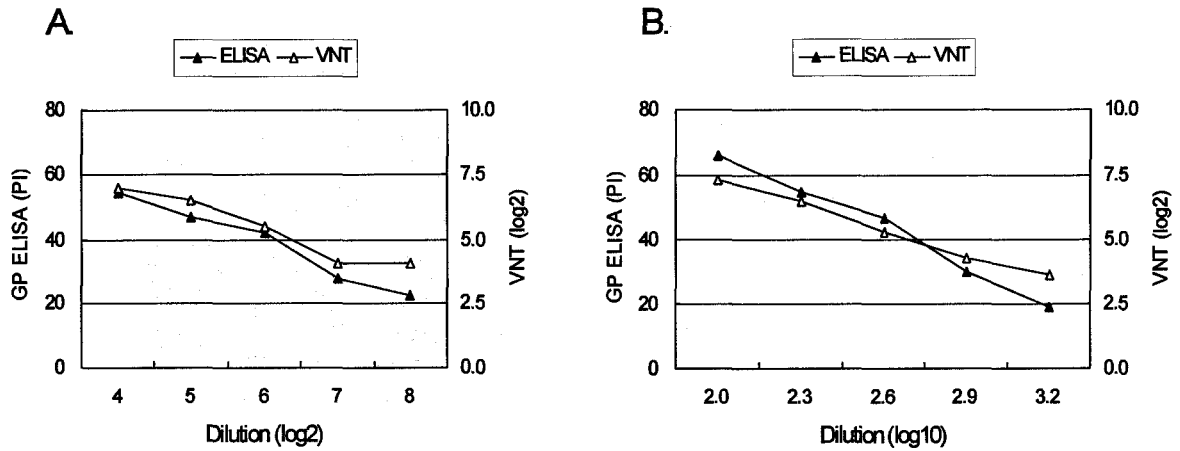 A.
ELISA VNT
80
60
40
20
0
GP ELISA (PI)
10.0
7.5
5.0
2.5
0.0
VNT (log2)
4 5 6 7 8
Dilution (log2)
B.
ELISA VNT
80
60
40
20
0
GP ELISA (PI)
10.0
7.5
5.0
2.5
0.0
VNT (log2)
2.0 2.3 2.6 2.9 3.2
Dilution (log10)